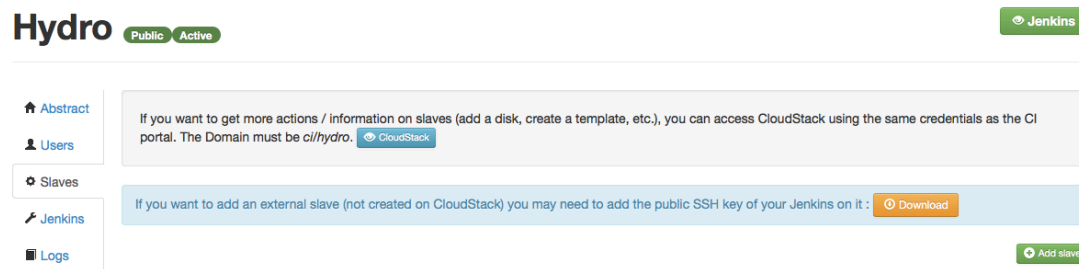 Hydro Public Active Jenkins
Abstract
If you want to get more actions / information on slaves (add a disk, create a template, etc.), you can access CloudStack using the same credentials as the CI
portal. The Domain must be ci/hydro. CloudStack
Users
Slaves
If you want to add an external slave (not created on CloudStack) you may need to add the public SSH key of your Jenkins on it : Download
Jenkins
Logs
Add slave